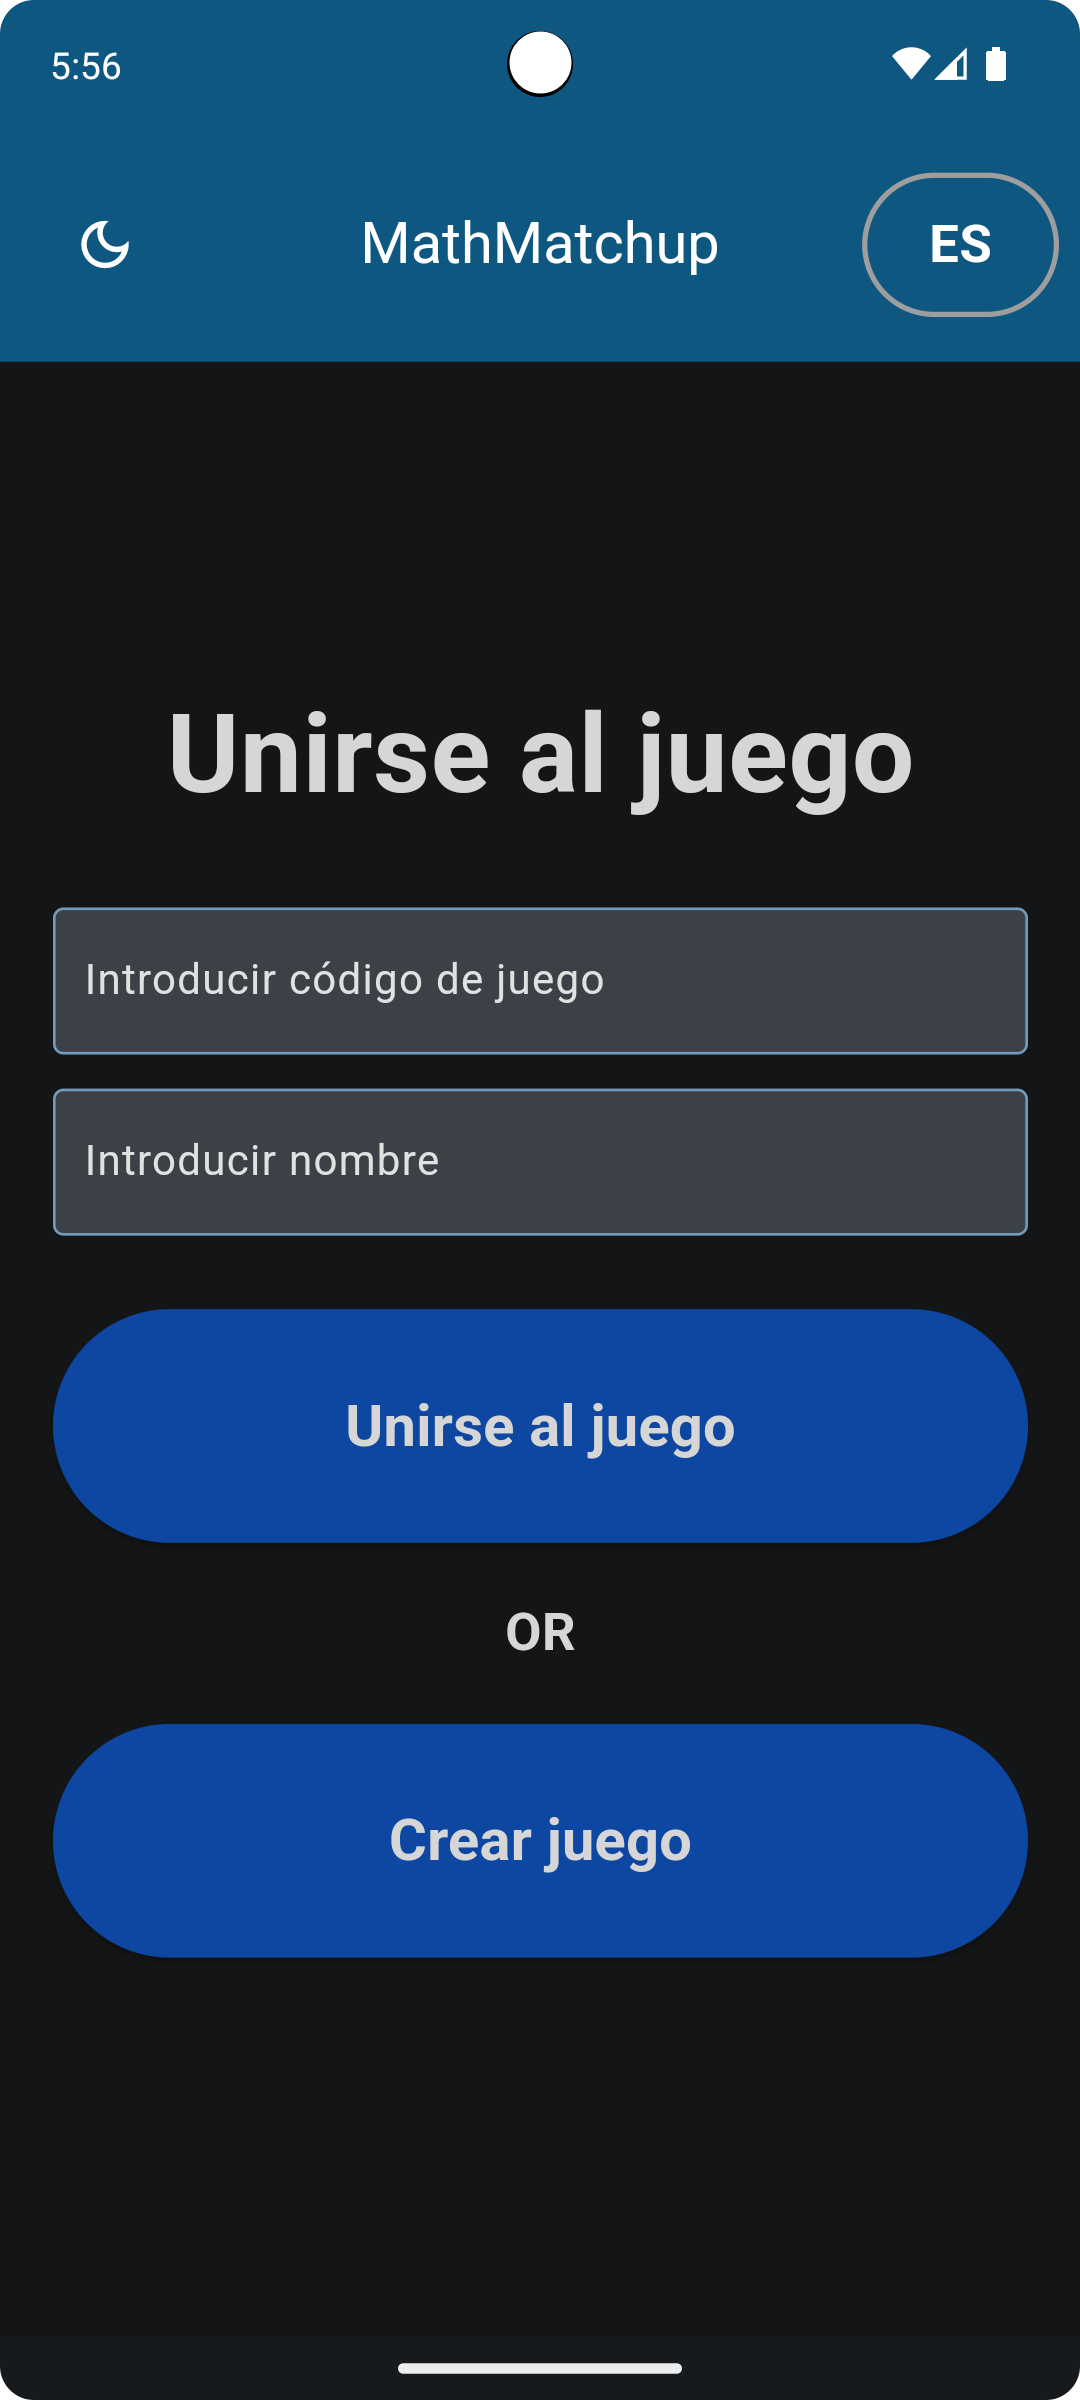 5:56
MathMatchup
ES
Unirse al juego
Introducir código de juego
Introducir nombre
Unirse al juego
OR
Crear juego